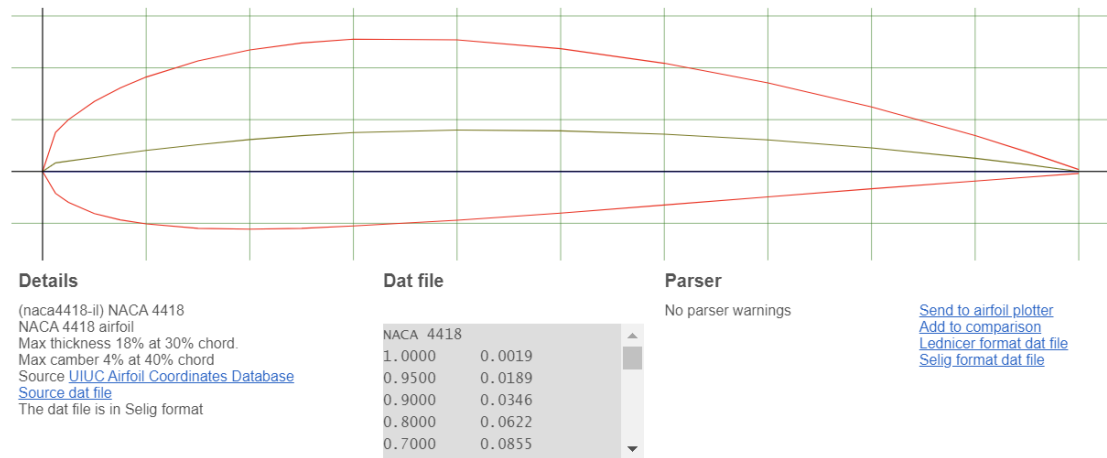 Details
(naca4418-il) NACA 4418
NACA 4418 airfoil
Max thickness 18% at 30% chord.
Max camber 4% at 40% chord
Source UIUC Airfoil Coordinates Database
Source dat file
The dat file is in Selig format
Dat file
NACA 4418
1.0000 0.0019
0.9500 0.0189
0.9000 0.0346
0.8000 0.0622
0.7000 0.0855
Parser
No parser warnings
Send to airfoil plotter
Add to comparison
Lednicer format dat file
Selig format dat file